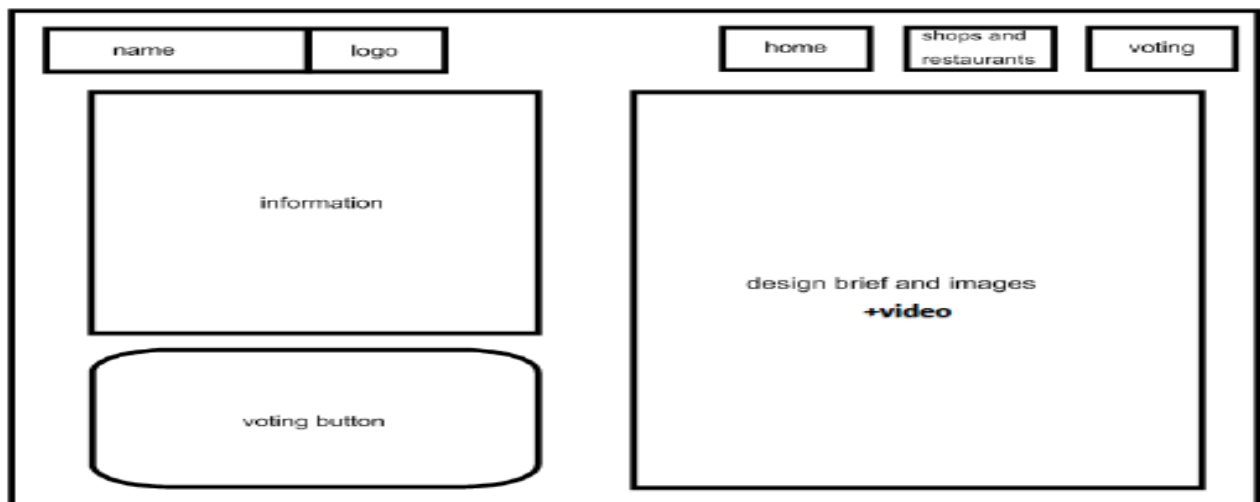 name
logo
home
shops and
restaurants
voting
information
design brief and images
+video
voting button